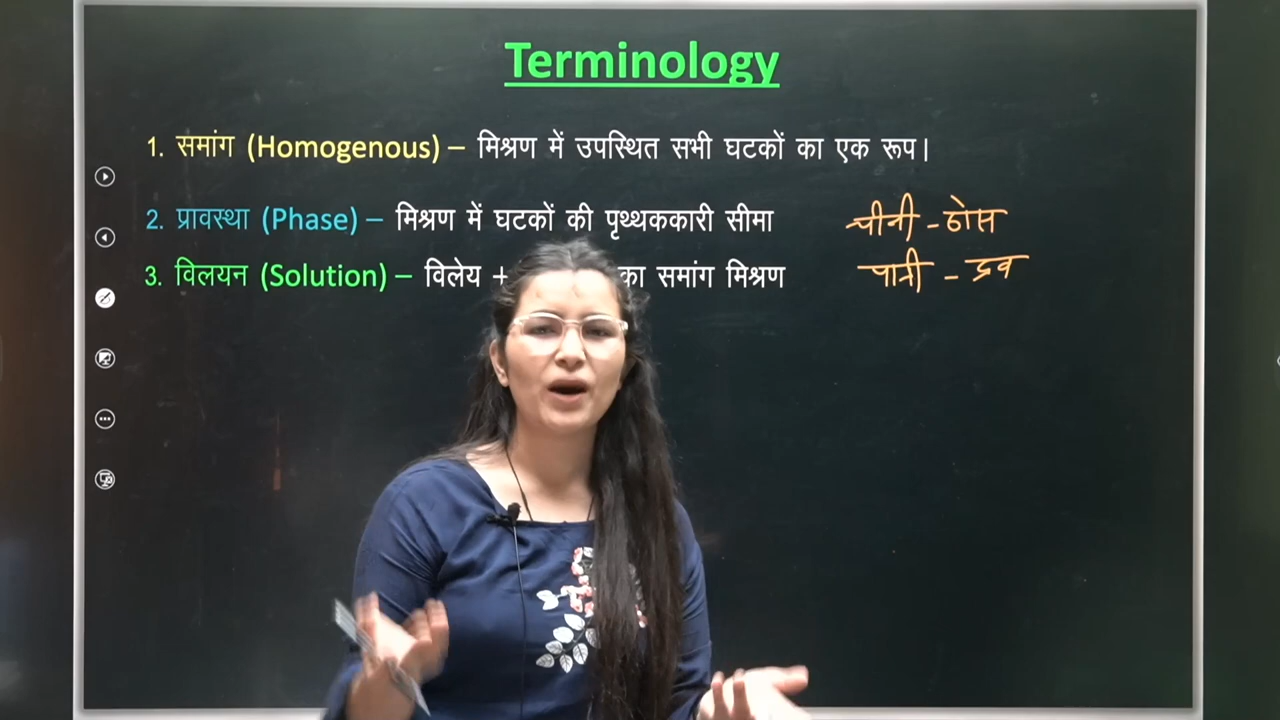 Terminology
1. समांग (Homogenous) – मिश्रण में उपस्थित सभी घटकों का एक रूप।
2. प्रावस्था (Phase) – मिश्रण में घटकों की पृथ्थककारी सीमा
चीनी - ठोस
3. विलयन (Solution) – विलेय + का समांग मिश्रण
पानी - द्रव